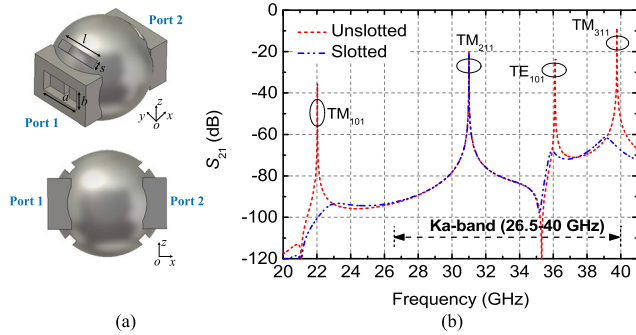 (a)
Port 2
l
s
a
b
Port 1
z
y
o
x
Port 1
Port 2
z
o
x
(a)
S21 (dB)
-20
-40
-60
-80
-100
-120
Unslotted
Slotted
TM101
TM211
TE101
TM311
Ka-band (26.5-40 GHz)
20 22 24 26 28 30 32 34 36 38 40
Frequency (GHz)
(b)